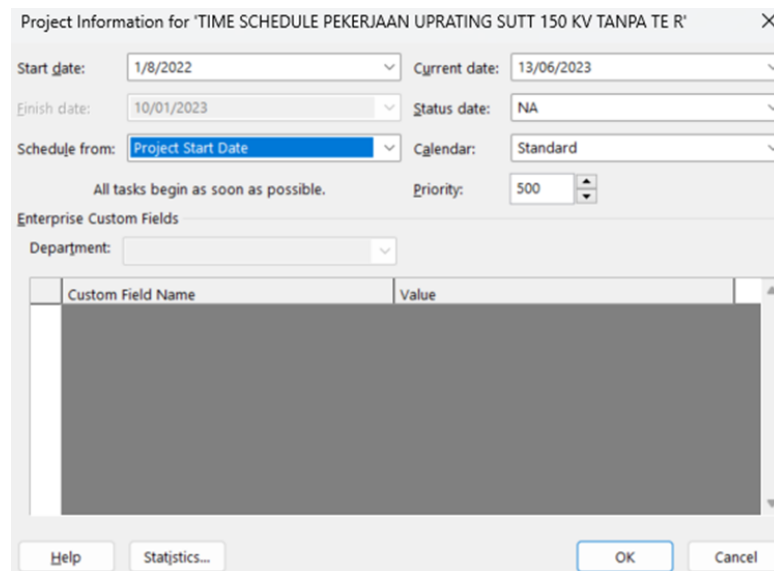 Project Information for 'TIME SCHEDULE PEKERJAAN UPRATING SUTT 150 KV TANPA TE R'
Start date: 1/8/2022 Current date: 13/06/2023
Finish date: 10/01/2023 Status date: NA
Schedule from: Project Start Date Calendar: Standard
All tasks begin as soon as possible. Priority: 500
Enterprise Custom Fields
Department:
Custom Field Name Value
Help Statistics... OK Cancel